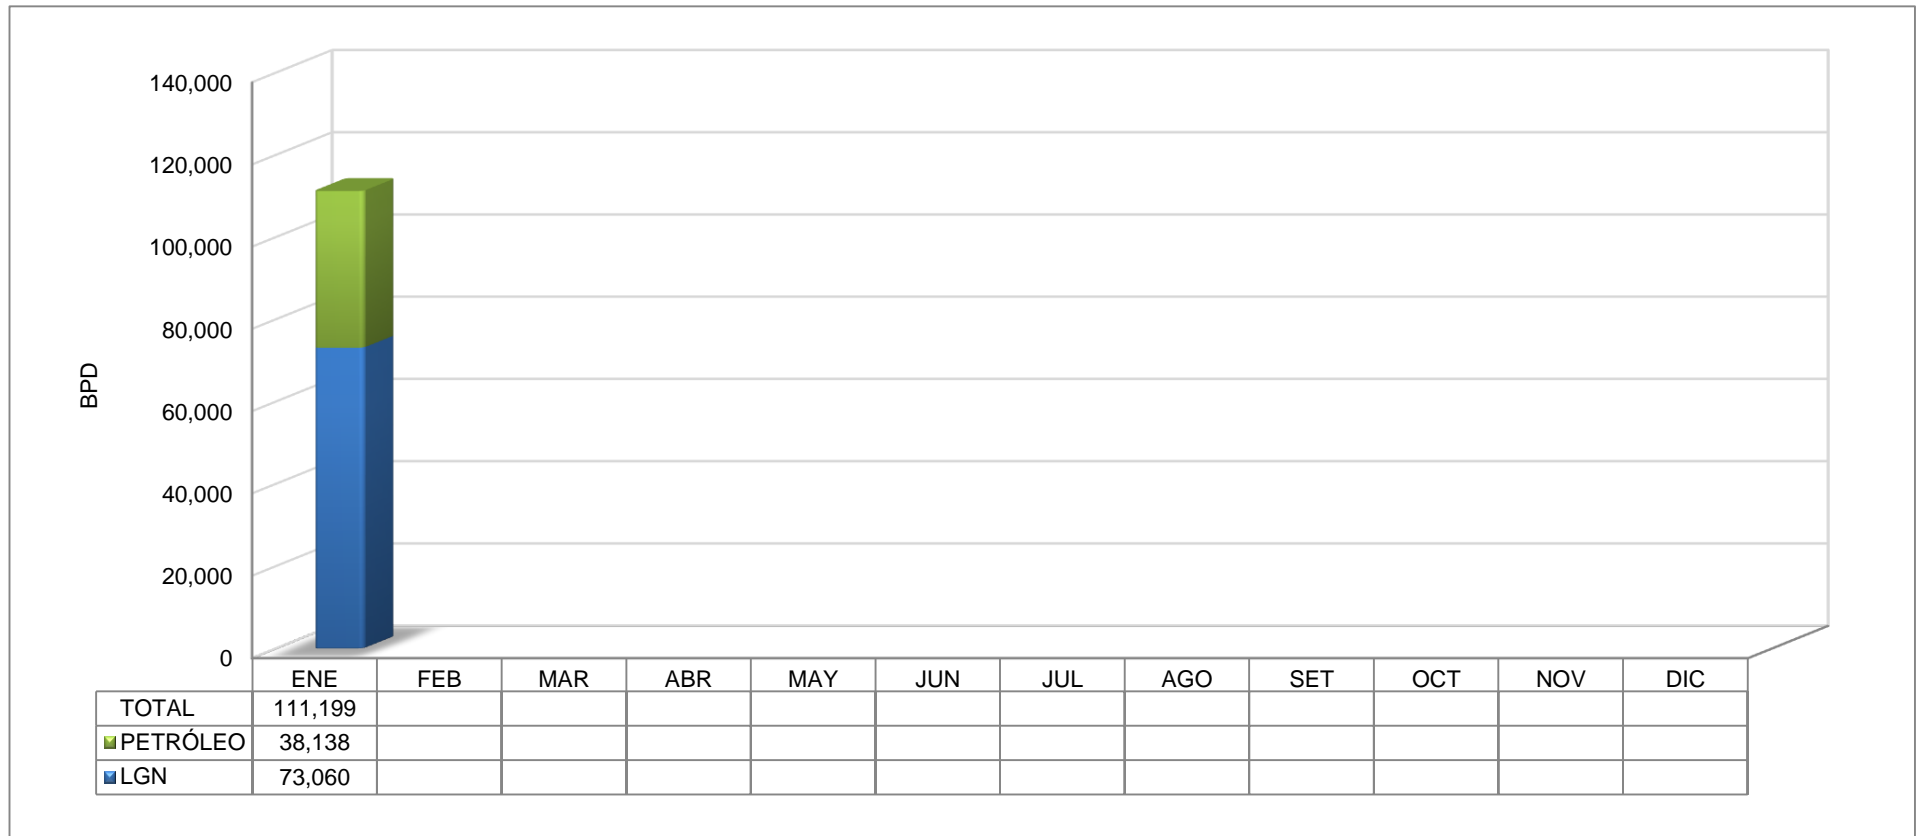 140,000
120,000
100,000
80,000
60,000
40,000
20,000
0
BPD
ENE FEB MAR ABR MAY JUN JUL AGO SET OCT NOV DIC
TOTAL 111,199
PETRÓLEO 38,138
LGN 73,060